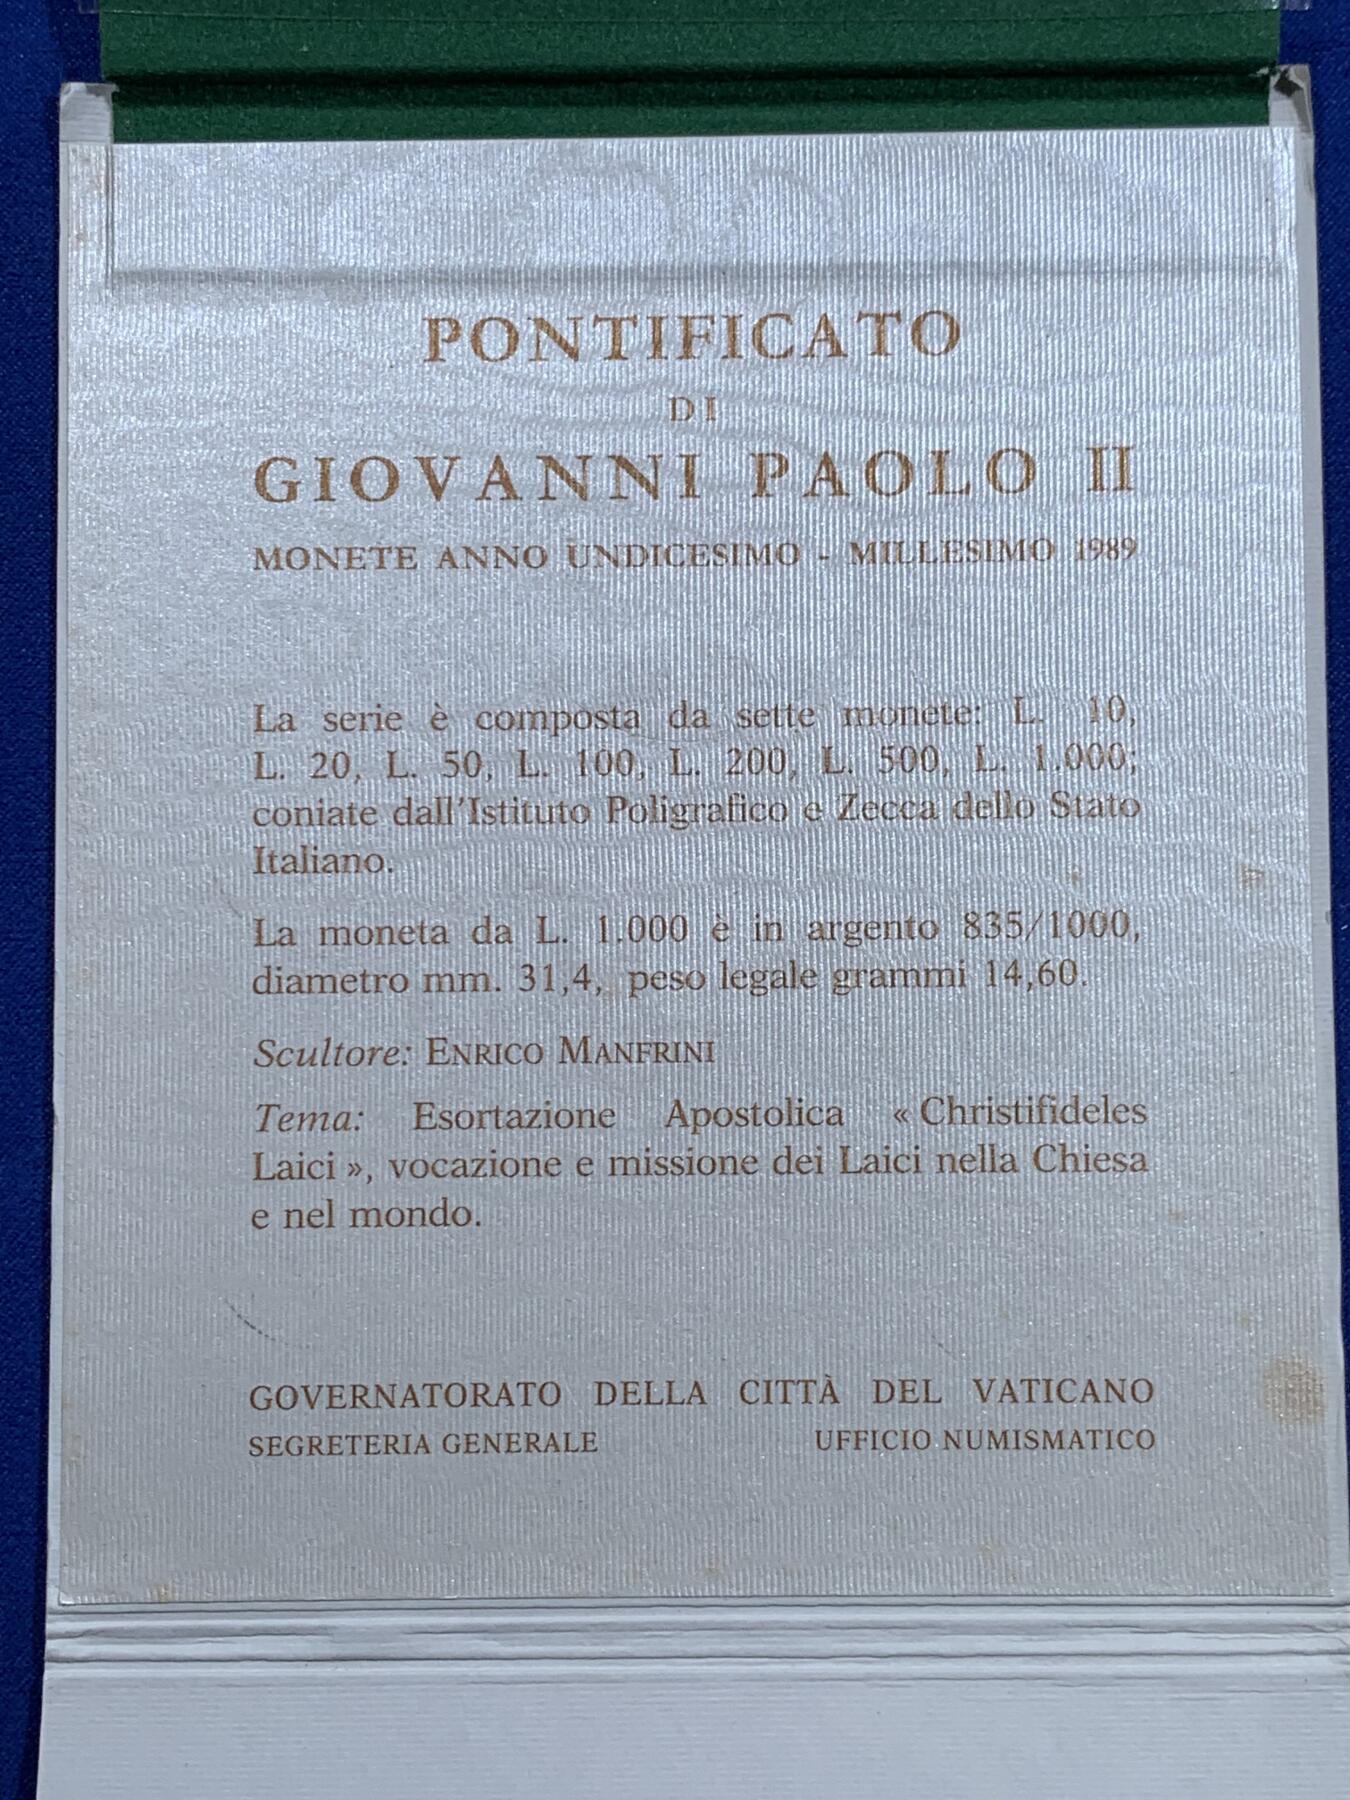 PONTIFICATO
DI
GIOVANNI PAOLO II
MONETE ANNO UNDICESIMO - MILLESIMO 1989
La serie è composta da sette monete: L. 10,
L. 20, L. 50, L. 100, L. 200, L. 500, L. 1.000;
coniate dall'Istituto Poligrafico e Zecca dello Stato
Italiano.
La moneta da L. 1.000 è in argento 835/1000,
diametro mm. 31,4, peso legale grammi 14,60.
Scultore: ENRICO MANFRINI
Tema: Esortazione Apostolica « Christifideles
Laici », vocazione e missione dei Laici nella Chiesa
e nel mondo.
GOVERNATORATO DELLA CITTÀ DEL VATICANO
SEGRETERIA GENERALE UFFICIO NUMISMATICO